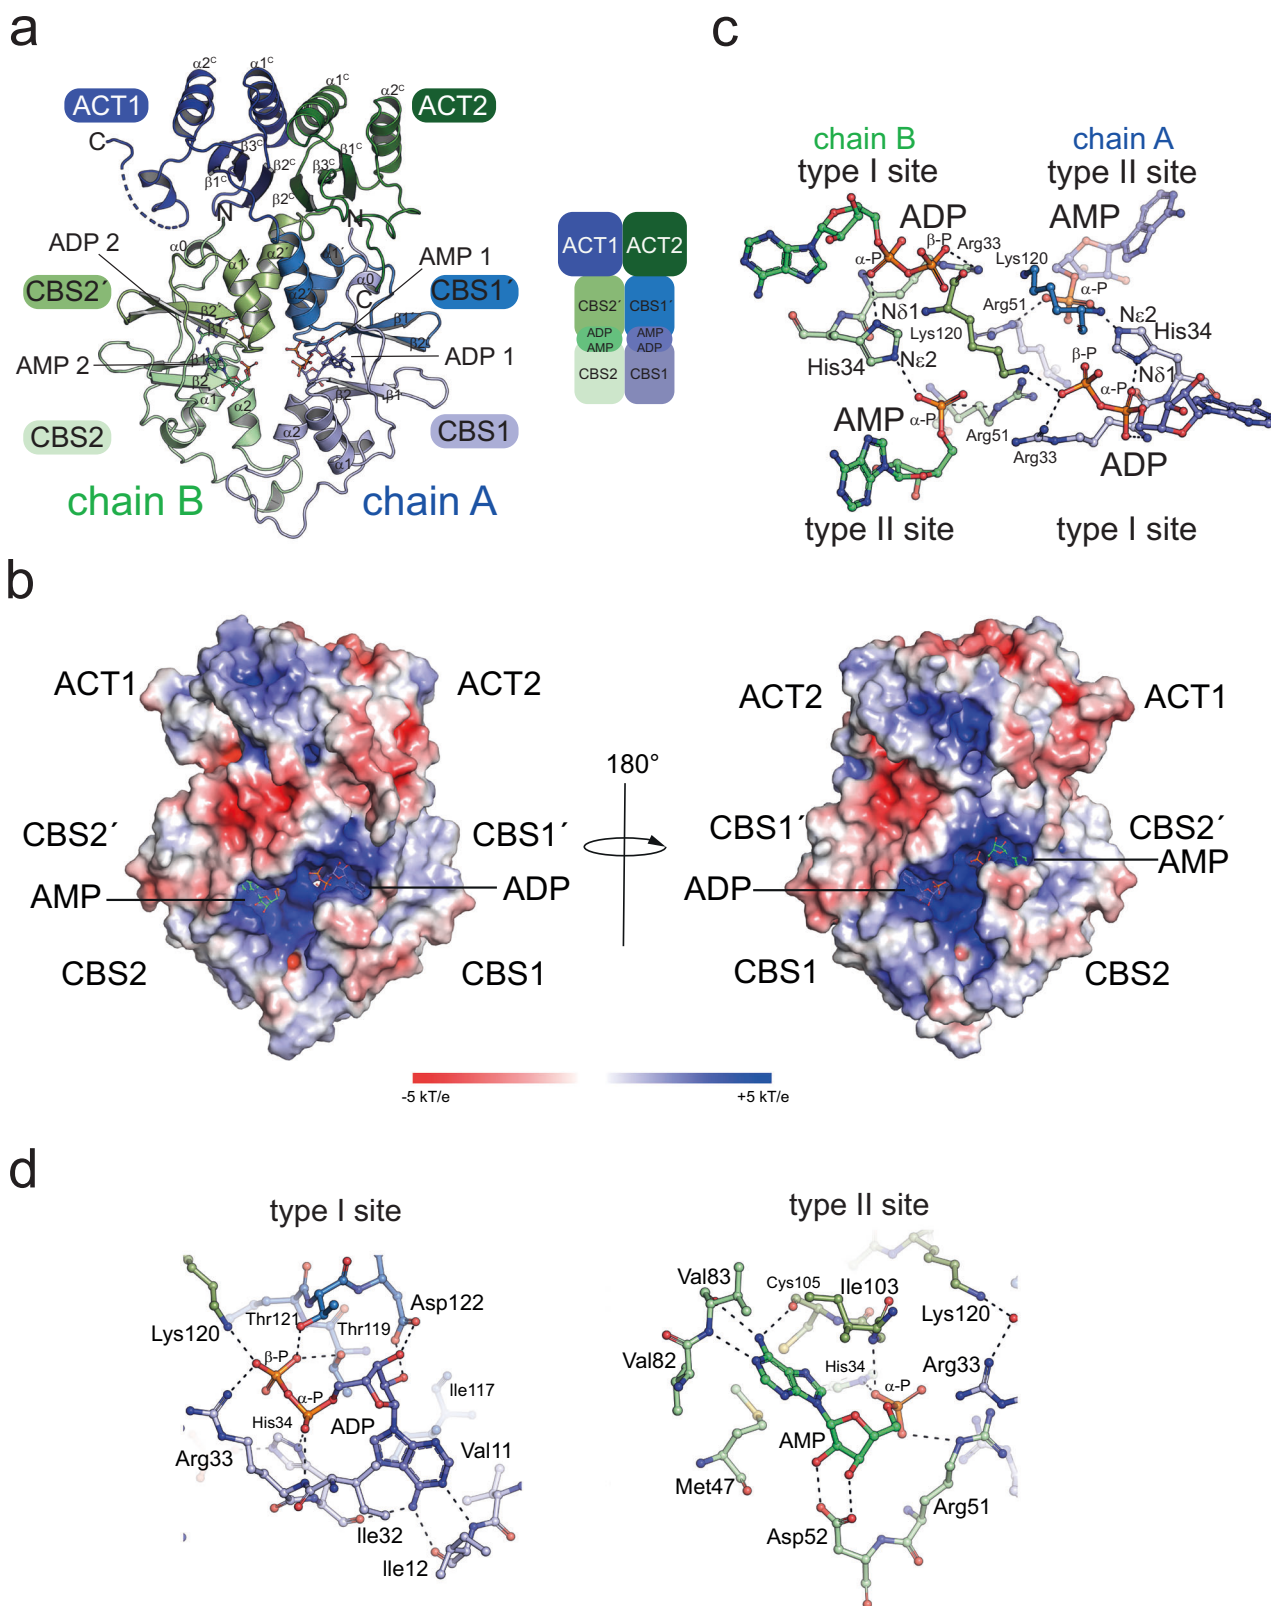 a
α2ᶜ
α1ᶜ
α1ᶜ
α2ᶜ
ACT1
ACT2
C
β3ᶜ
β1ᶜ
β2ᶜ
β3ᶜ
β1ᶜ
β2ᶜ
N
N
α0
α2´
ADP 2
α1´
α1´
α0
AMP 1
CBS2´
C
CBS1´
α2´
β2´
β1´
β1´
β2´
AMP 2
β1
ADP 1
β2
β2
β1
α1
α2
CBS2
α2
α1
CBS1
chain B
chain A
ACT1
ACT2
CBS2´
CBS1´
ADP
AMP
AMP
ADP
CBS2
CBS1
c
chain B
chain A
type I site
type II site
ADP
AMP
β-P
Arg33
Lys120
α-P
α-P
Arg51
Nδ1
Lys120
Nε2
His34
His34
Nε2
β-P
Nδ1
α-P
AMP
α-P
Arg51
Arg33
ADP
type II site
type I site
b
ACT1
ACT2
ACT2
ACT1
180°
CBS2´
CBS1´
CBS1´
CBS2´
AMP
ADP
ADP
AMP
CBS2
CBS1
CBS1
CBS2
-5 kT/e
+5 kT/e
d
type I site
type II site
Asp122
Lys120
Thr121
Thr119
β-P
α-P
Ile117
His34
ADP
Val11
Arg33
Ile32
Ile12
Val83
Cys105
Ile103
Lys120
Val82
His34
Arg33
α-P
AMP
Met47
Arg51
Asp52